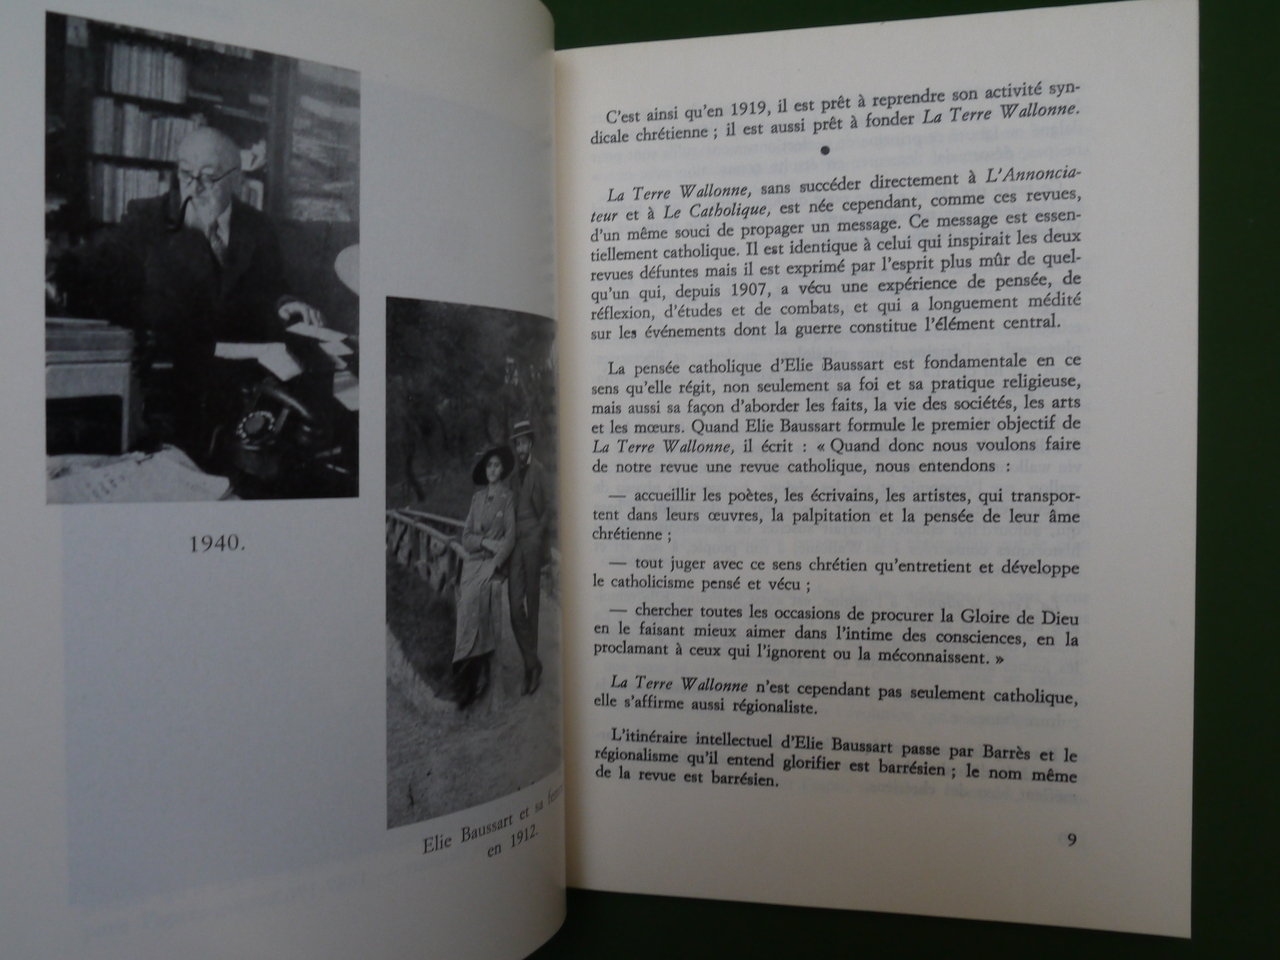 1940.
Elie Baussart et sa
en 1912.
C'est ainsi qu'en 1919, il est prêt à reprendre son activité syn-
dicale chrétienne ; il est aussi prêt à fonder La Terre Wallonne.
●
La Terre Wallonne, sans succéder directement à L'Annoncia-
teur et à Le Catholique, est née cependant, comme ces revues,
d'un même souci de propager un message. Ce message est essen-
tiellement catholique. Il est identique à celui qui inspirait les deux
revues défuntes mais il est exprimé par l'esprit plus mûr de quel-
qu'un qui, depuis 1907, a vécu une expérience de pensée, de
réflexion, d'études et de combats, et qui a longuement médité
sur les événements dont la guerre constitue l'élément central.
La pensée catholique d'Elie Baussart est fondamentale en ce
sens qu'elle régit, non seulement sa foi et sa pratique religieuse,
mais aussi sa façon d'aborder les faits, la vie des sociétés, les arts
et les mœurs. Quand Elie Baussart formule le premier objectif de
La Terre Wallonne, il écrit : « Quand donc nous voulons faire
de notre revue une revue catholique, nous entendons :
— accueillir les poètes, les écrivains, les artistes, qui transpor-
tent dans leurs œuvres, la palpitation et la pensée de leur âme
chrétienne ;
— tout juger avec ce sens chrétien qu'entretient et développe
le catholicisme pensé et vécu ;
— chercher toutes les occasions de procurer la Gloire de Dieu
en le faisant mieux aimer dans l'intime des consciences, en la
proclamant à ceux qui l'ignorent ou la méconnaissent. »
La Terre Wallonne n'est cependant pas seulement catholique,
elle s'affirme aussi régionaliste.
L'itinéraire intellectuel d'Elie Baussart passe par Barrès et le
régionalisme qu'il entend glorifier est barrésien ; le nom même
de la revue est barrésien.
9